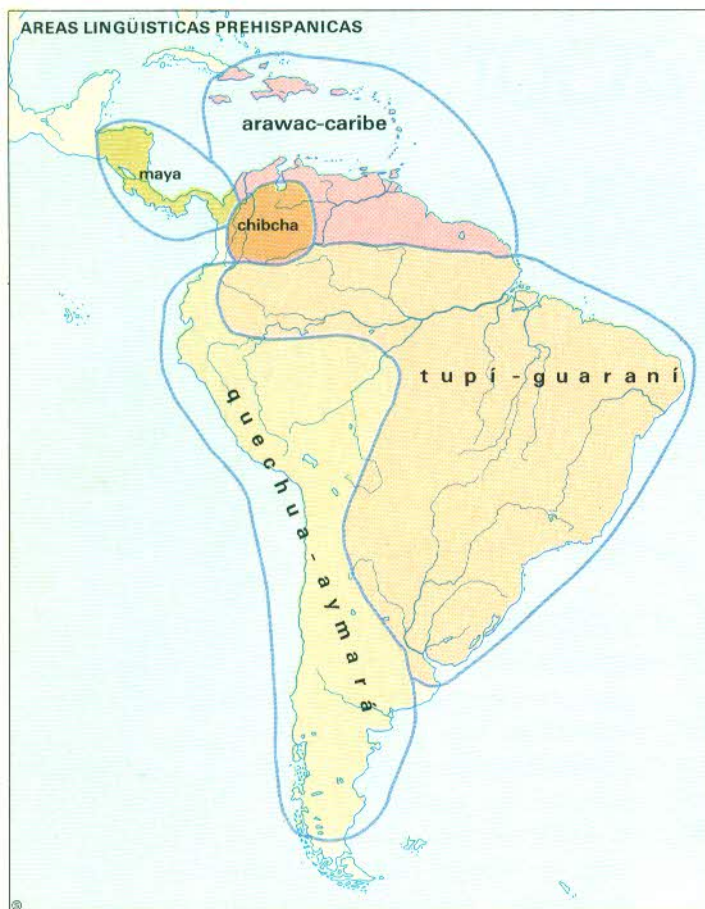 AREAS LINGÜISTICAS PREHISPANICAS
arawac-caribe
maya
chibcha
tupí-guaraní
quechua-aymará